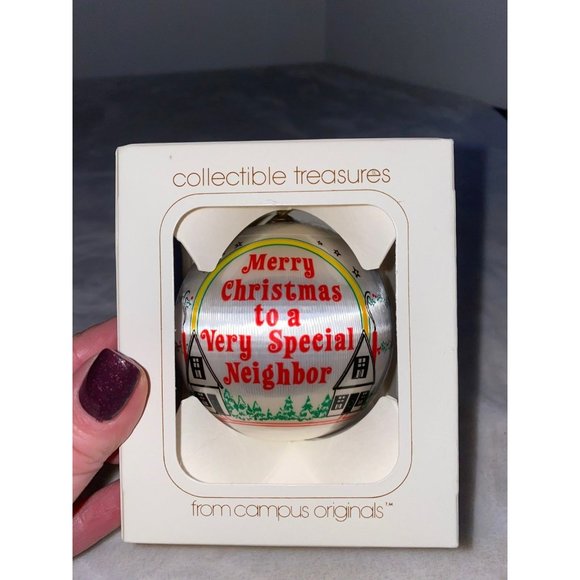 collectible treasures
Merry
Christmas
to a
Very Special
Neighbor
from campus originals™